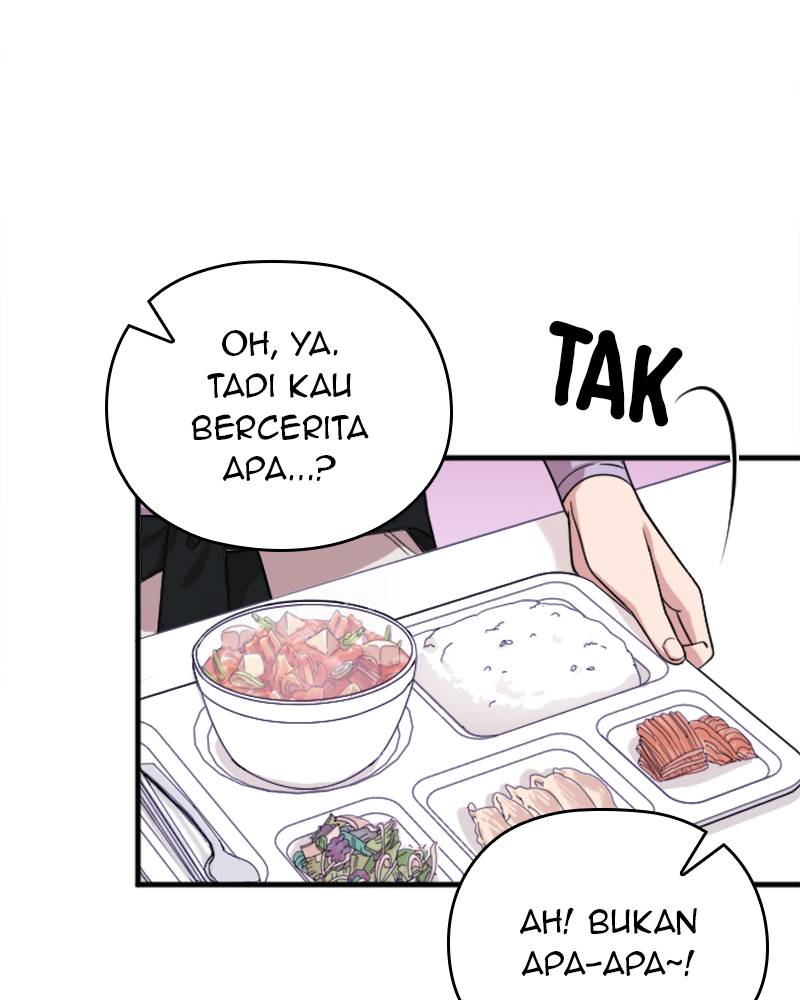 OH, YA.
TADI KAU
BERCERITA
APA...?
TAK
AH! BUKAN
APA-APA~!